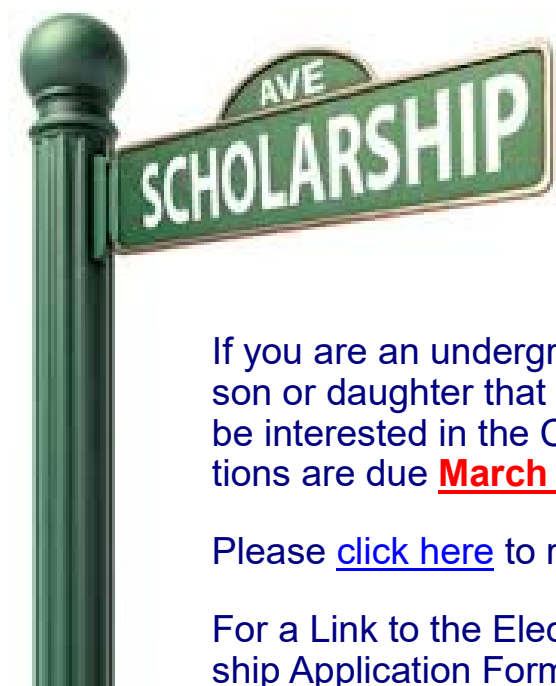 AVE
SCHOLARSHIP
If you are an undergr
son or daughter that
be interested in the
tions are due March
Please click here to
For a Link to the Elec
ship Application Form